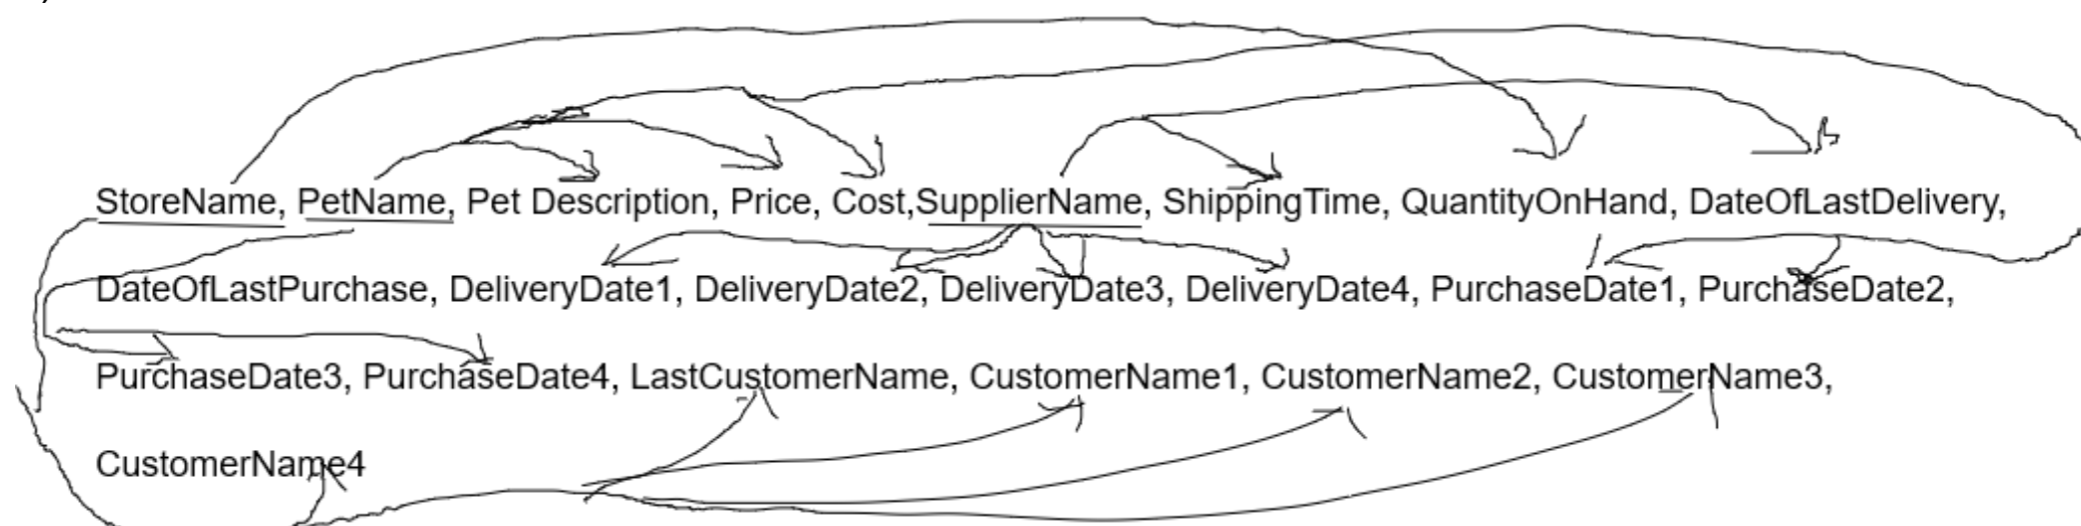 StoreName, PetName, Pet Description, Price, Cost,SupplierName, ShippingTime, QuantityOnHand, DateOfLastDelivery,
DateOfLastPurchase, DeliveryDate1, DeliveryDate2, DeliveryDate3, DeliveryDate4, PurchaseDate1, PurchaseDate2,
PurchaseDate3, PurchaseDate4, LastCustomerName, CustomerName1, CustomerName2, CustomerName3,
CustomerName4